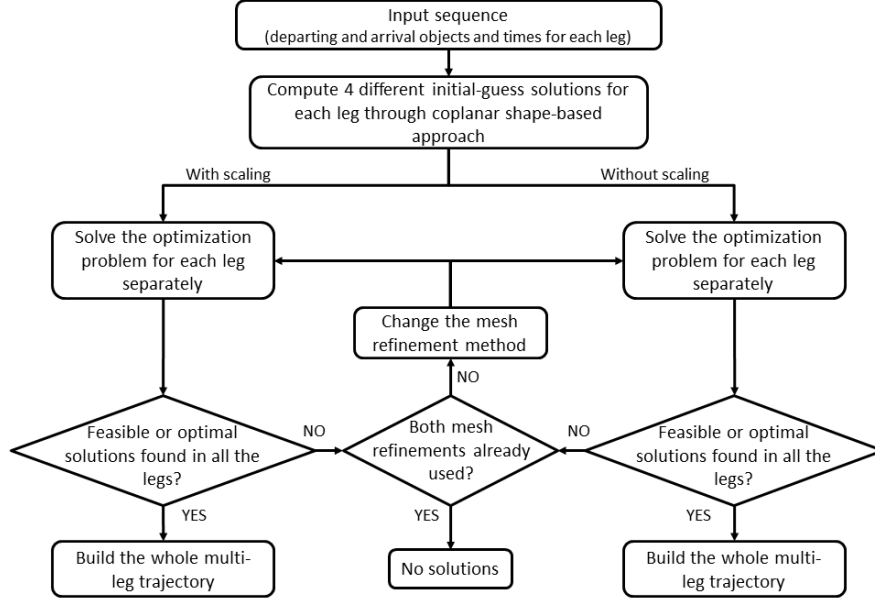 Input sequence
(departing and arrival objects and times for each leg)
Compute 4 different initial-guess solutions for
each leg through coplanar shape-based
approach
With scaling
Without scaling
Solve the optimization
problem for each leg
separately
Solve the optimization
problem for each leg
separately
Change the mesh
refinement method
NO
Feasible or optimal
solutions found in all the
legs?
NO
Both mesh
refinements already
used?
NO
Feasible or optimal
solutions found in all the
legs?
YES
YES
YES
Build the whole multi-
leg trajectory
No solutions
Build the whole multi-
leg trajectory